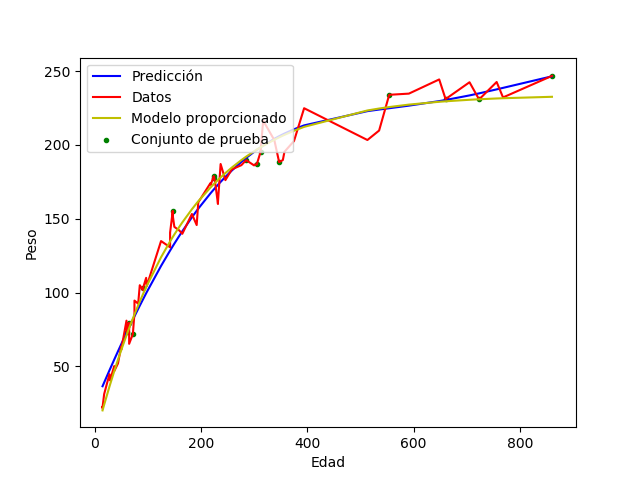 250
200
150
100
50
Peso
Predicción
Datos
Modelo proporcionado
Conjunto de prueba
0
200
400
600
800
Edad